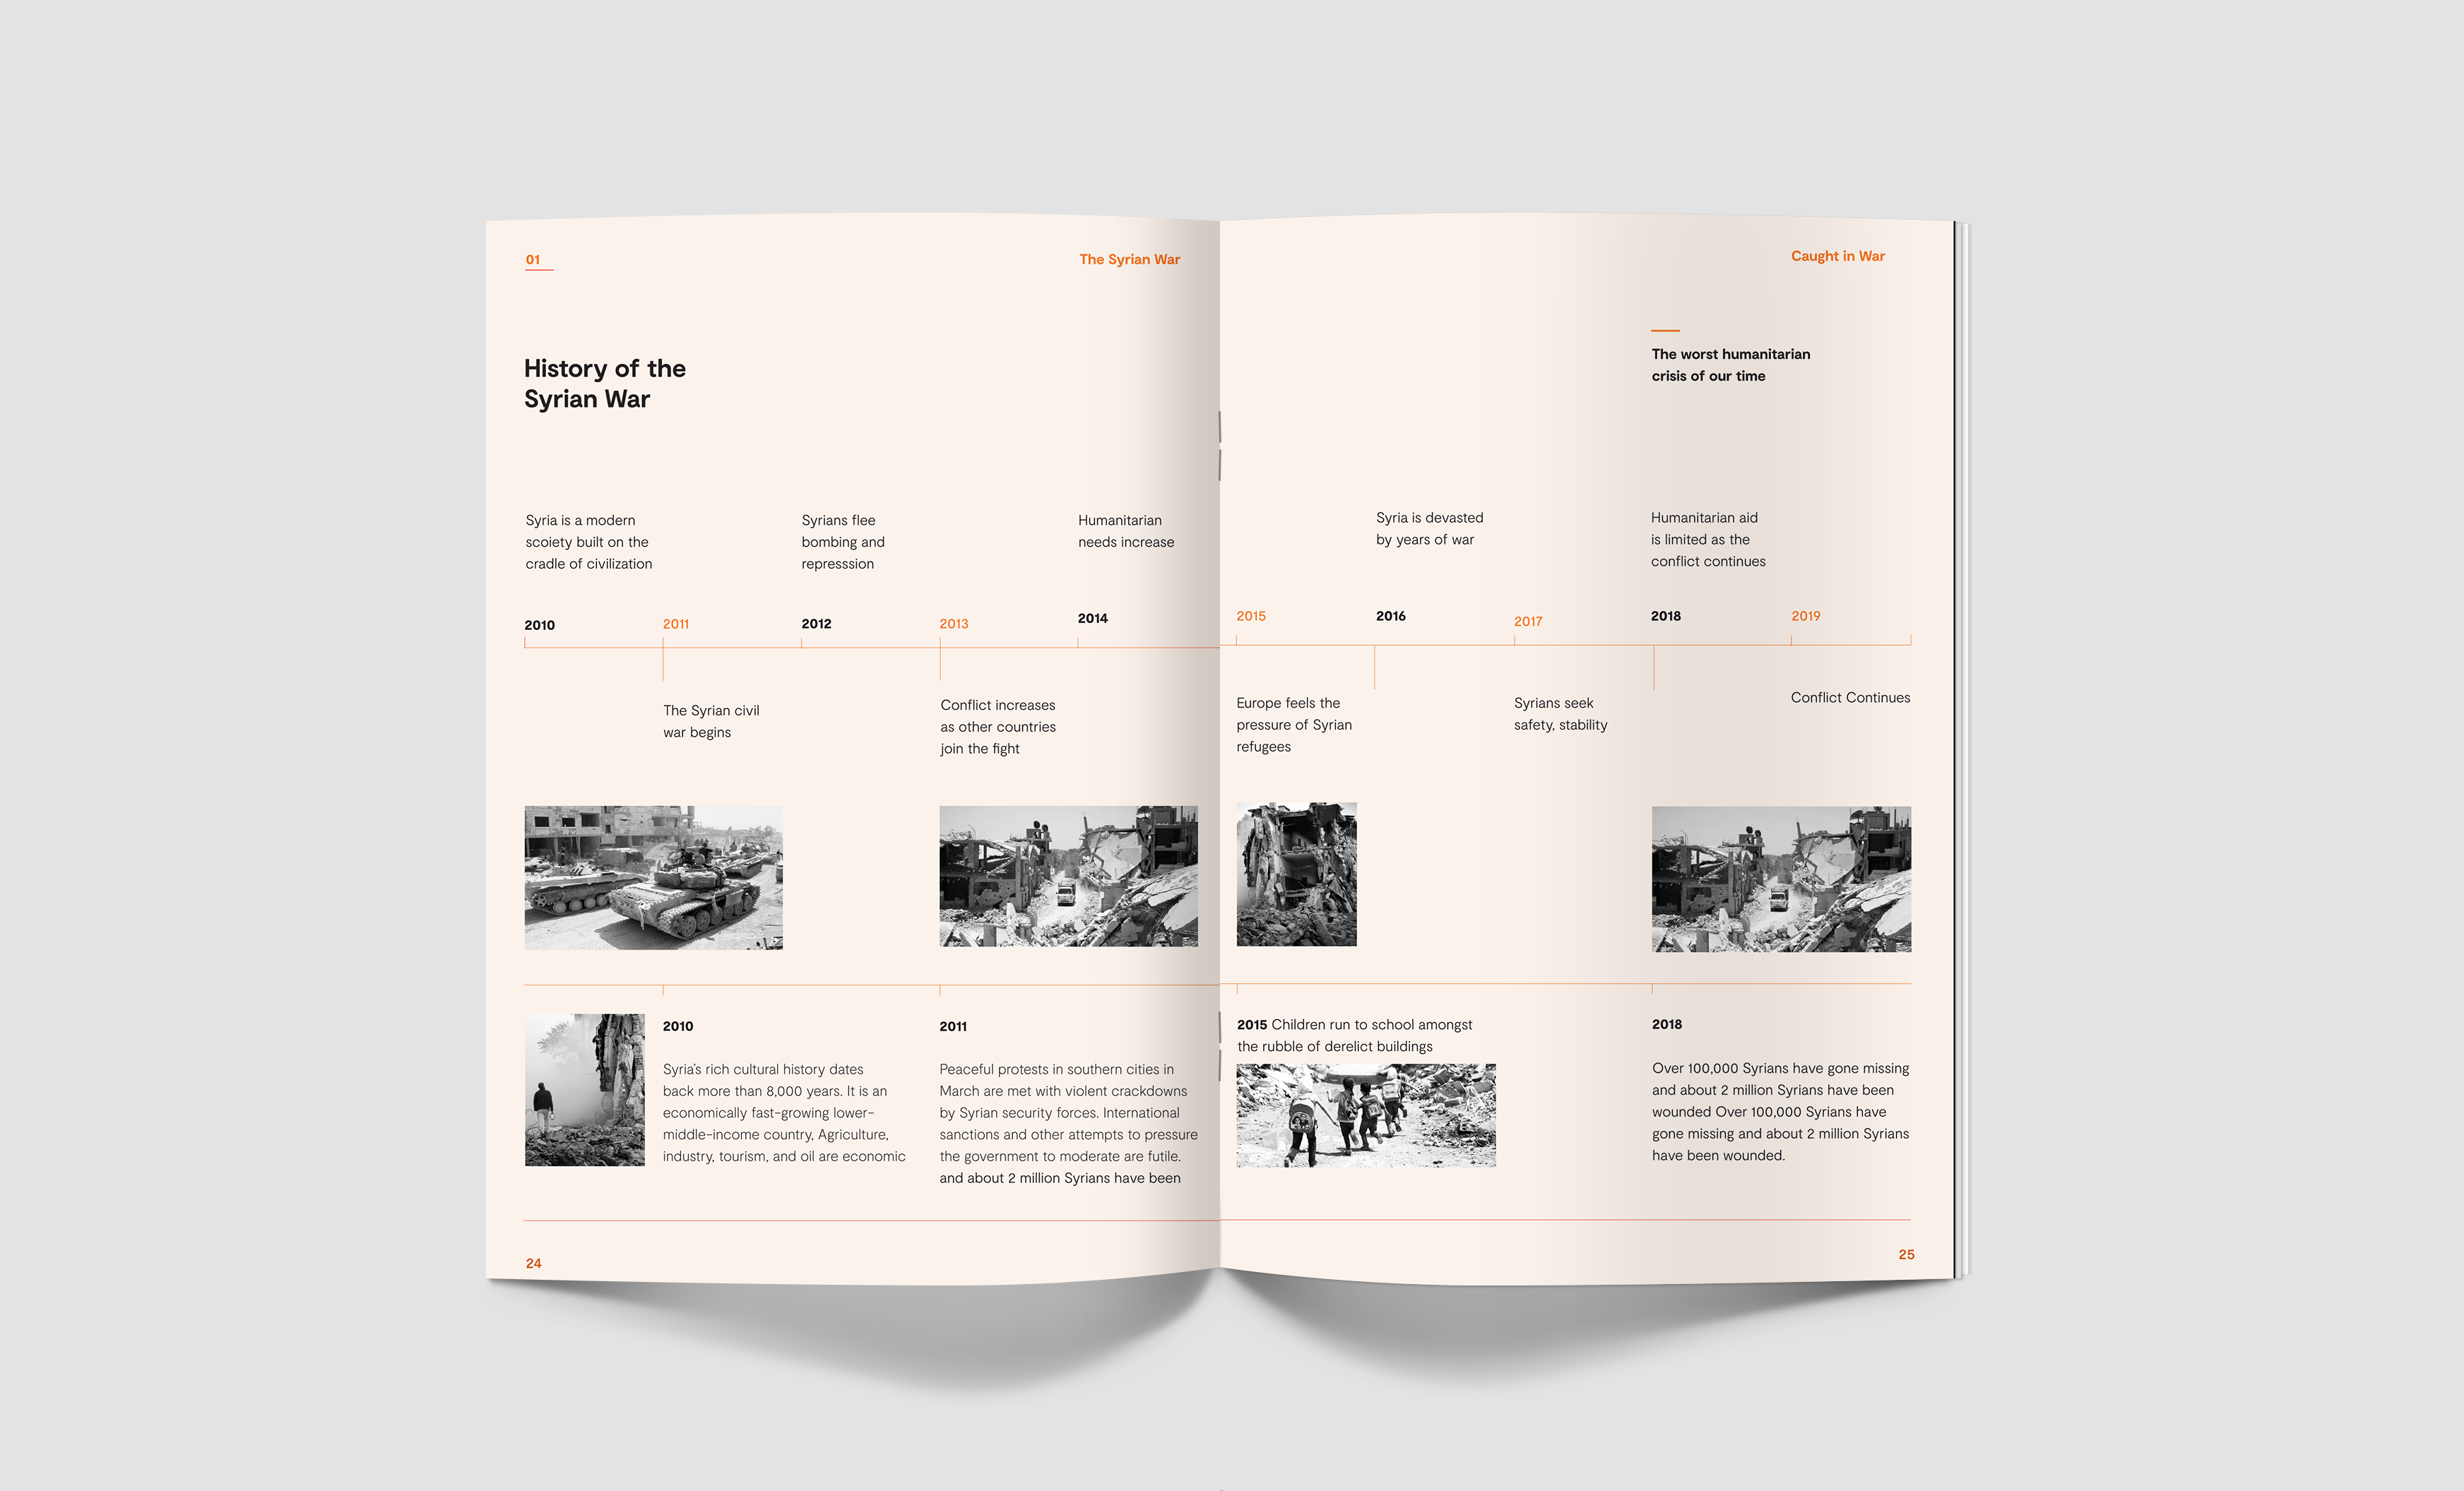 01
The Syrian War
History of the
Syrian War
Syria is a modern
scoiety built on the
cradle of civilization
Syrians flee
bombing and
represssion
Humanitarian
needs increase
2010
2011
2012
2013
2014
The Syrian civil
war begins
Conflict increases
as other countries
join the fight
2010
Syria's rich cultural history dates
back more than 8,000 years. It is an
economically fast-growing lower-
middle-income country, Agriculture,
industry, tourism, and oil are economic
2011
Peaceful protests in southern cities in
March are met with violent crackdowns
by Syrian security forces. International
sanctions and other attempts to pressure
the government to moderate are futile.
and about 2 million Syrians have been
24
Caught in War
The worst humanitarian
crisis of our time
Syria is devasted
by years of war
Humanitarian aid
is limited as the
conflict continues
2015
2016
2017
2018
2019
Europe feels the
pressure of Syrian
refugees
Syrians seek
safety, stability
Conflict Continues
2015 Children run to school amongst
the rubble of derelict buildings
2018
Over 100,000 Syrians have gone missing
and about 2 million Syrians have been
wounded Over 100,000 Syrians have
gone missing and about 2 million Syrians
have been wounded.
25